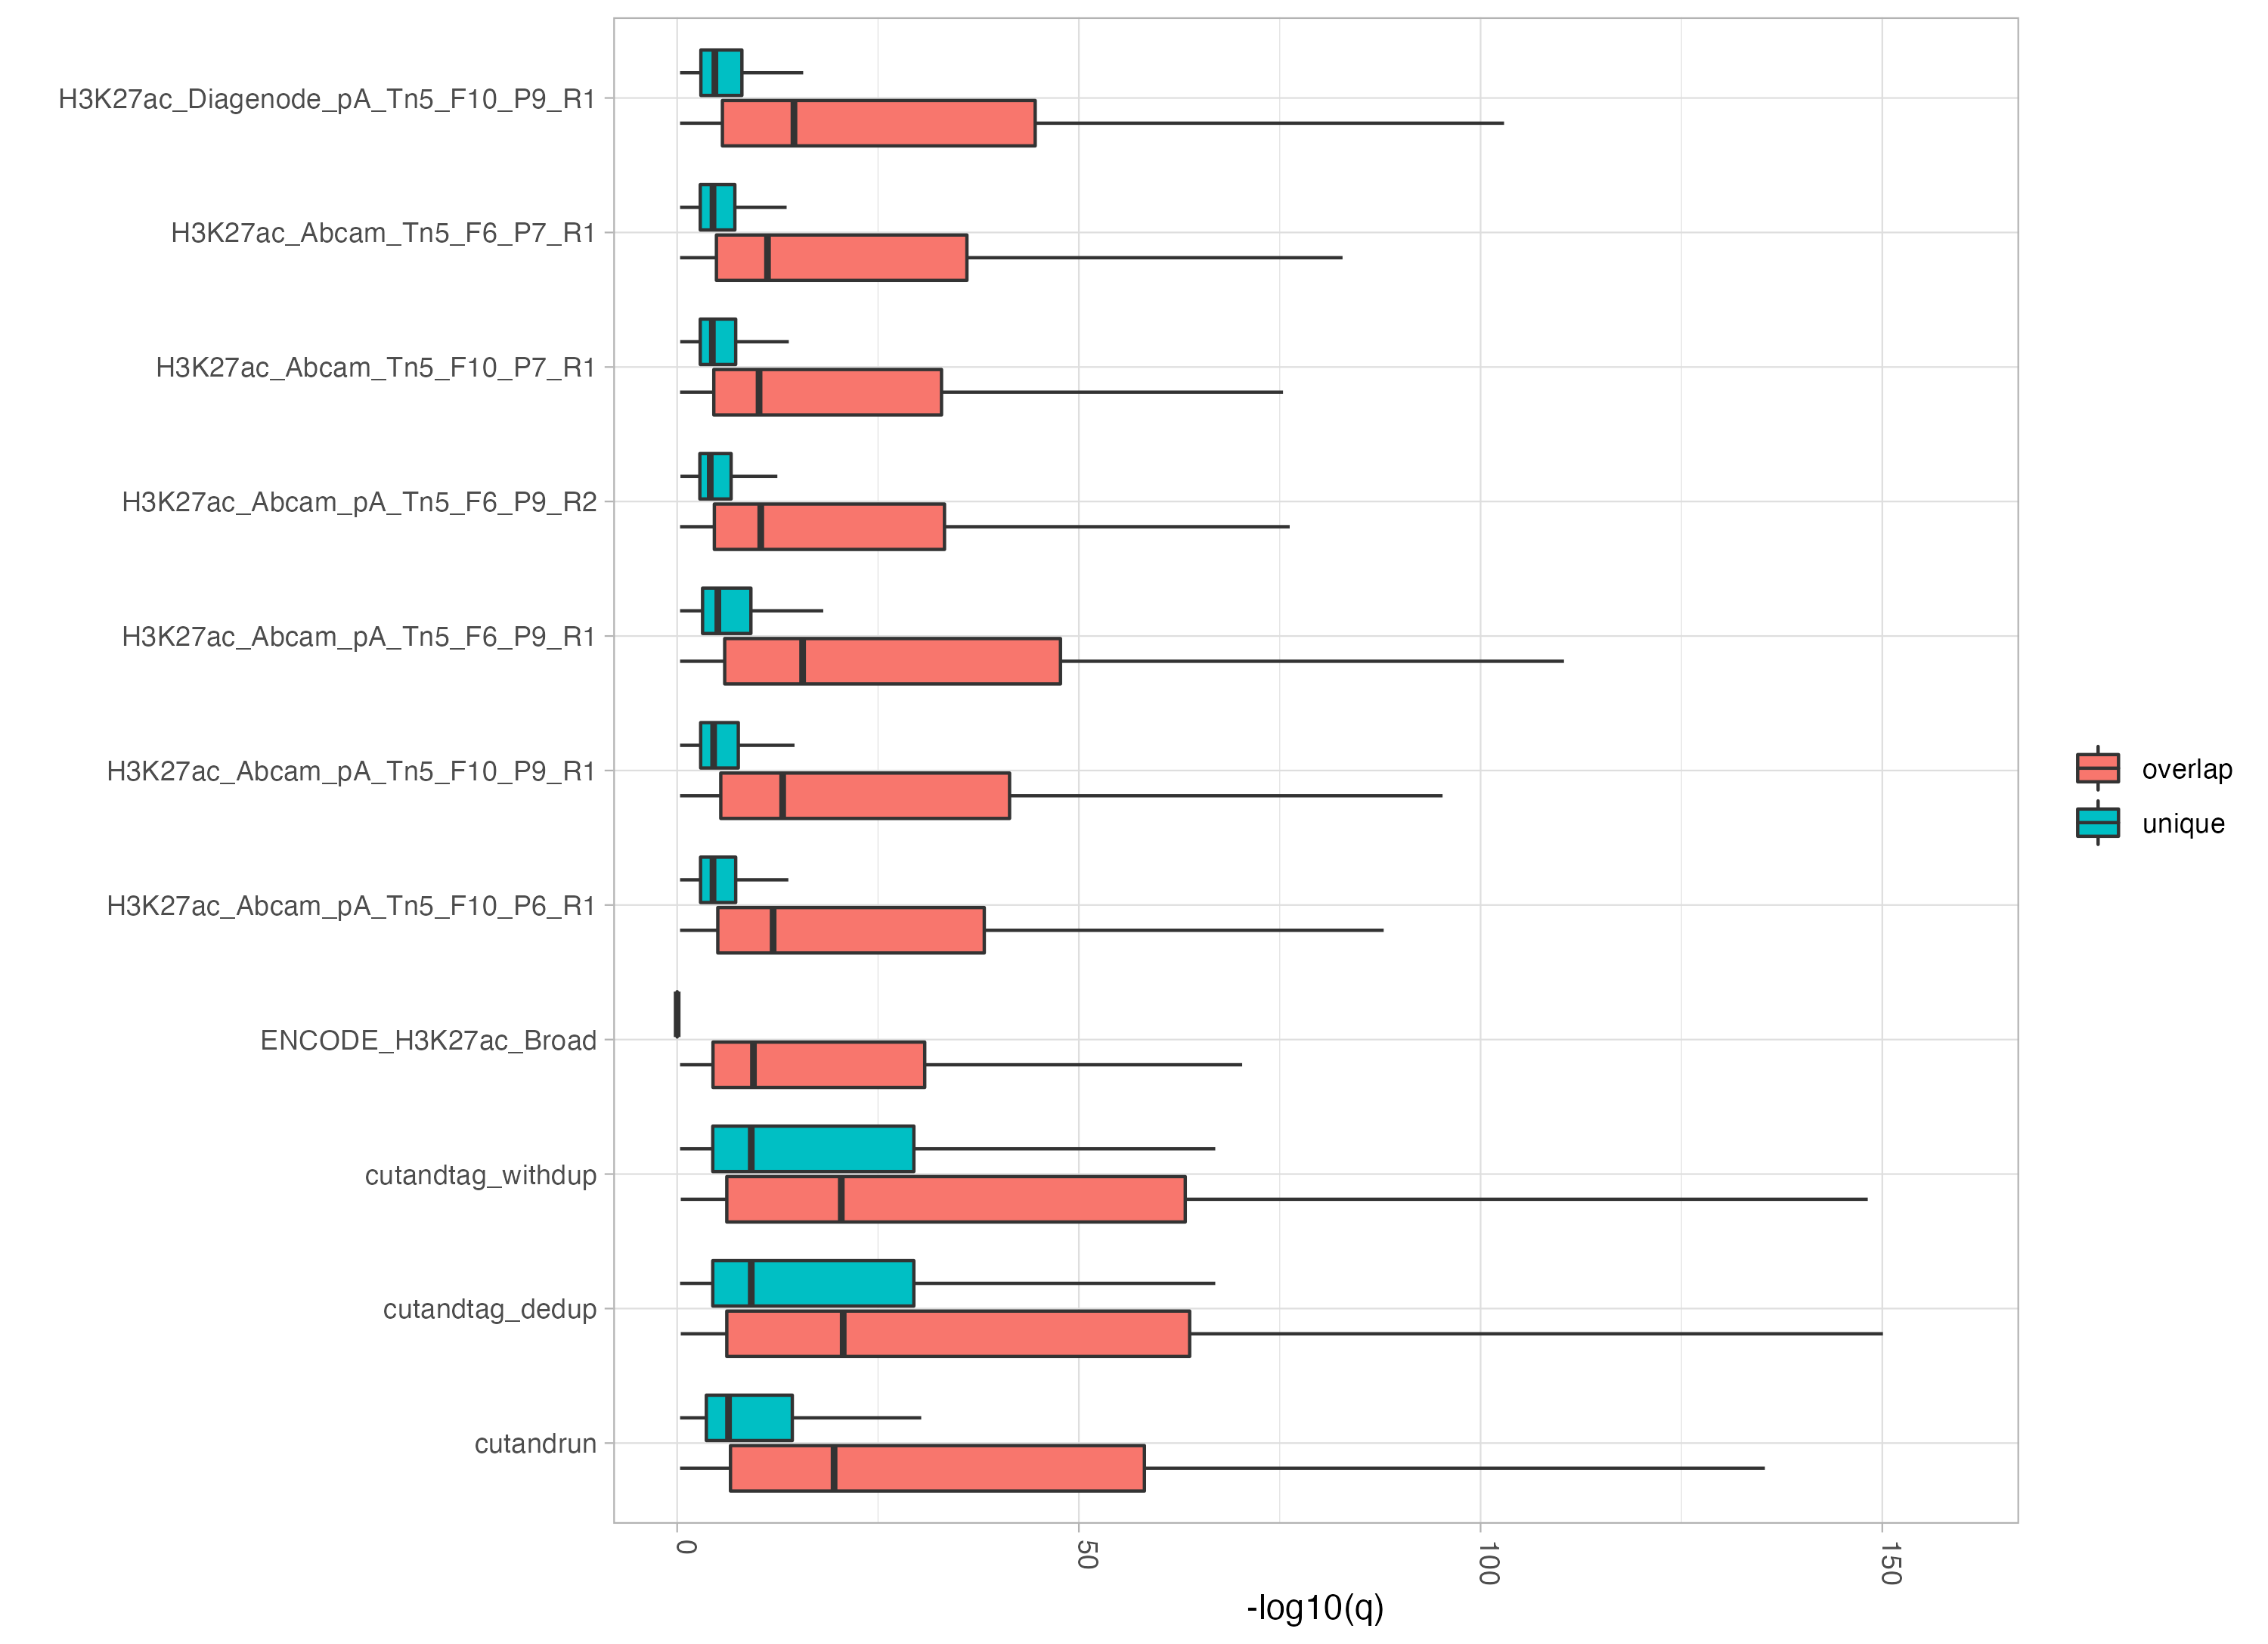 H3K27ac_Diagenode_pA_Tn5_F10_P9_R1
H3K27ac_Abcam_Tn5_F6_P7_R1
H3K27ac_Abcam_Tn5_F10_P7_R1
H3K27ac_Abcam_pA_Tn5_F6_P9_R2
H3K27ac_Abcam_pA_Tn5_F6_P9_R1
H3K27ac_Abcam_pA_Tn5_F10_P9_R1
H3K27ac_Abcam_pA_Tn5_F10_P6_R1
ENCODE_H3K27ac_Broad
cutandtag_withdup
cutandtag_dedup
cutandrun
0
50
100
150
-log10(q)
overlap
unique